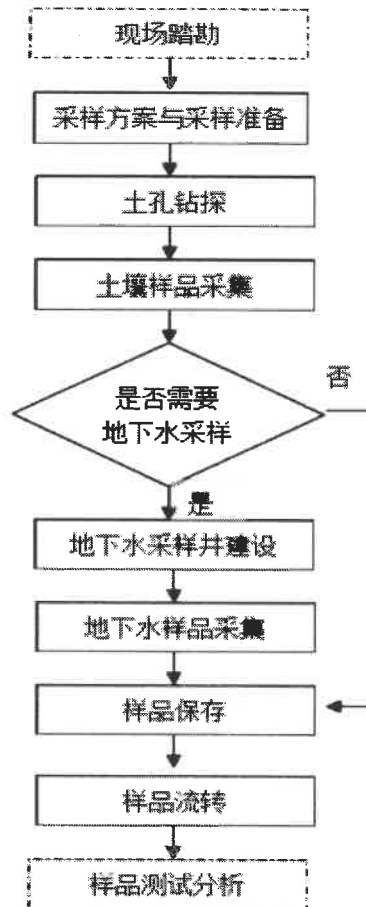 现场踏勘
采样方案与采样准备
土孔钻探
土壤样品采集
是否需要
地下水采样
否
是
地下水采样井建设
地下水样品采集
样品保存
样品流转
样品测试分析